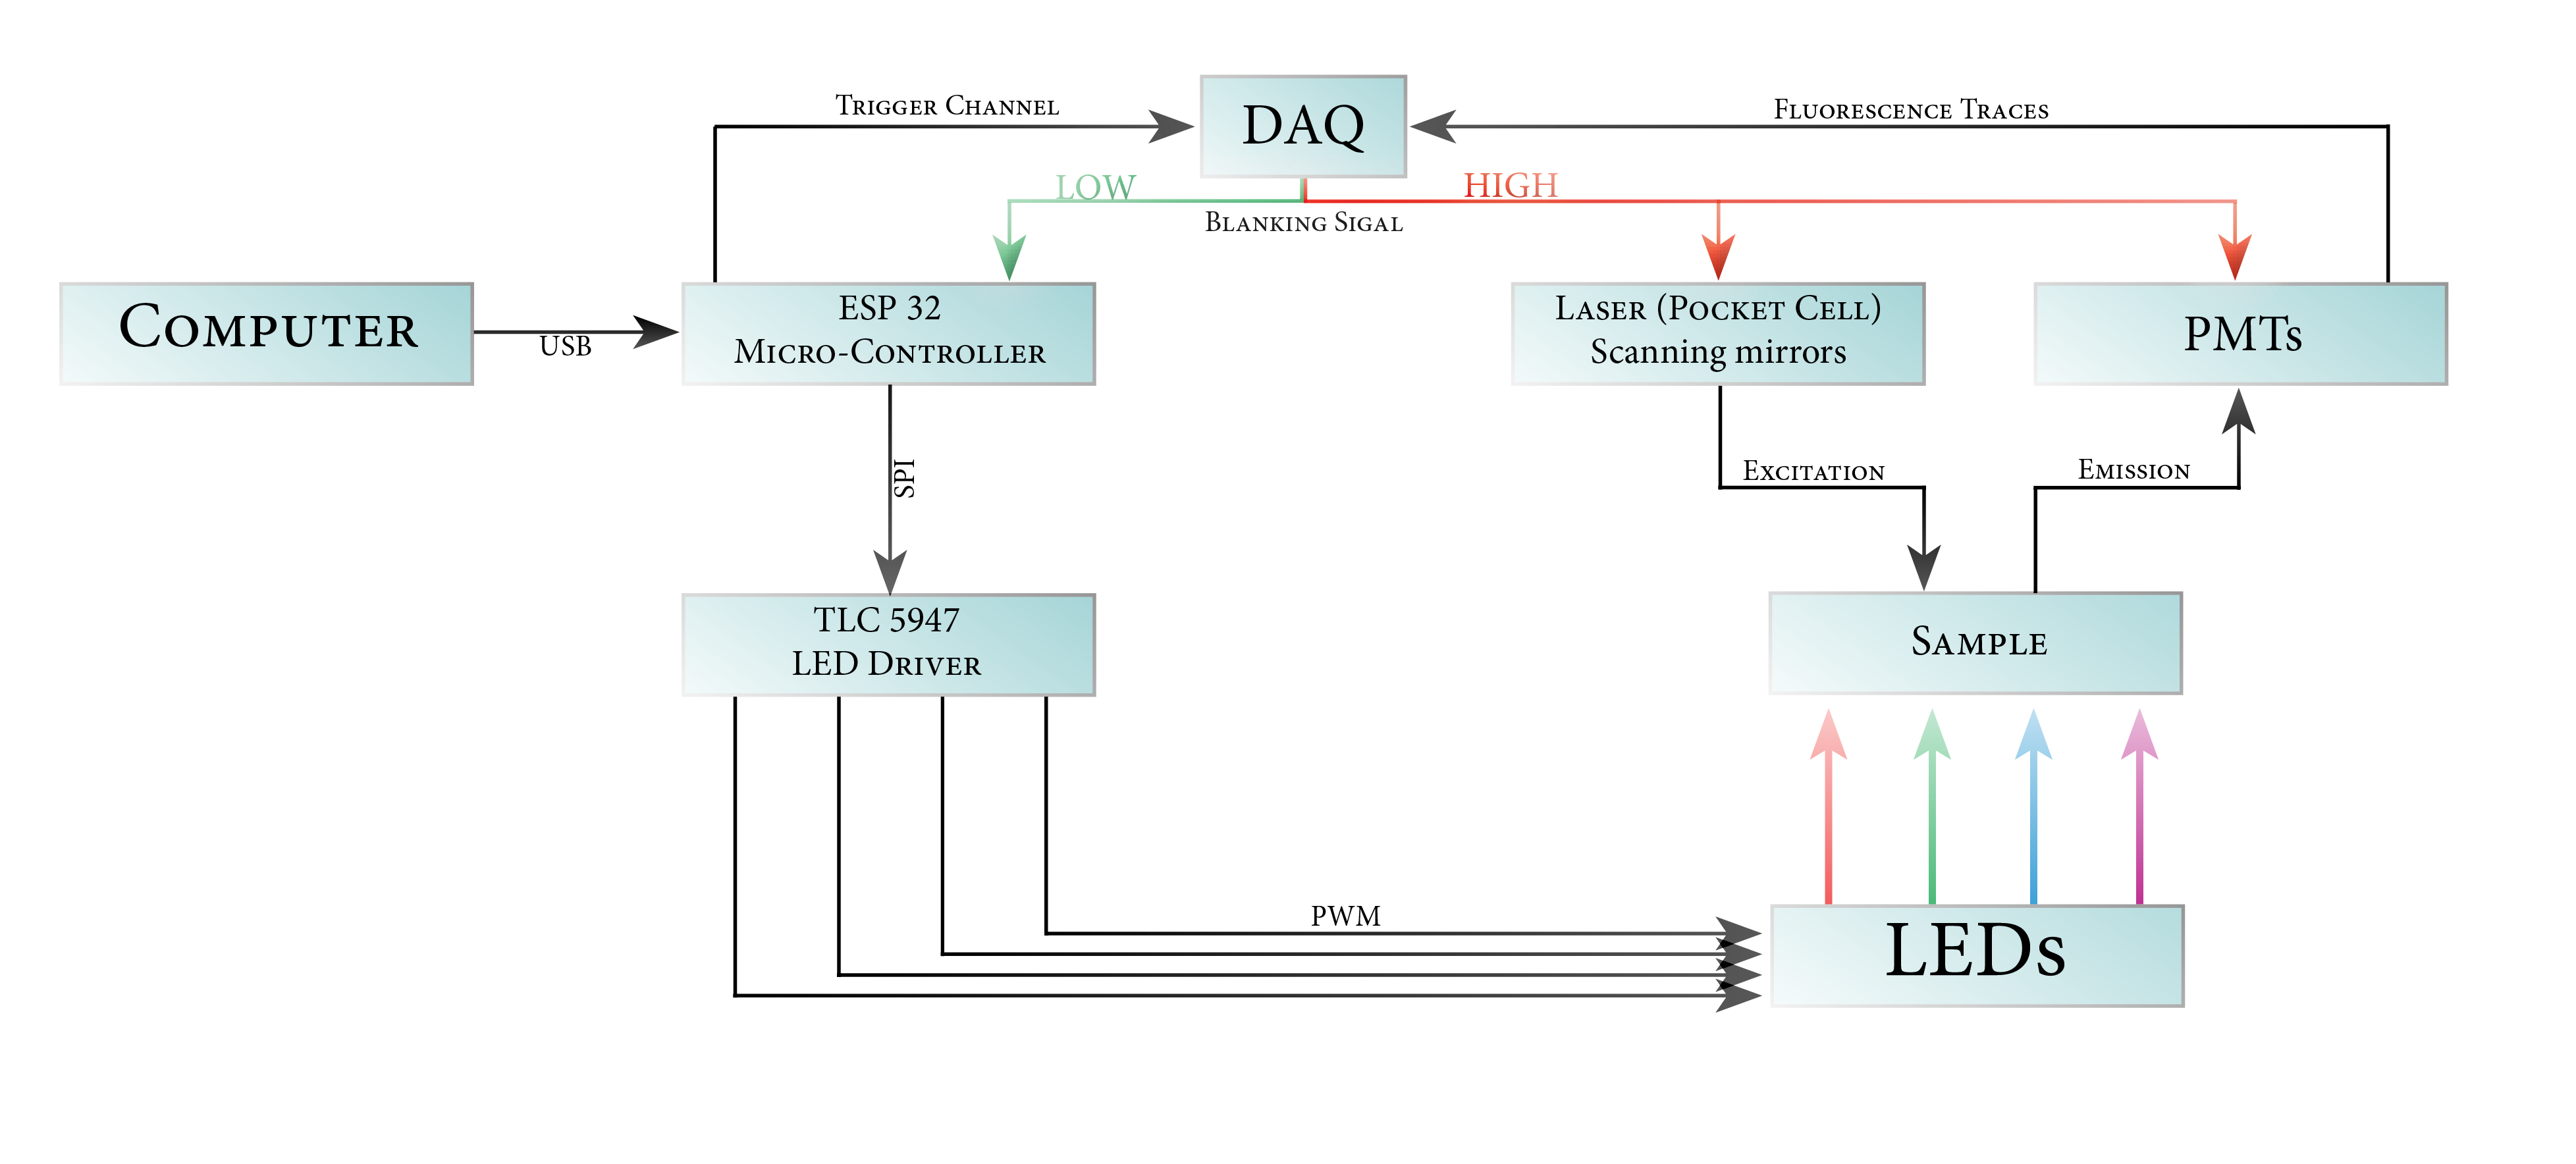 Trigger Channel
DAQ
Fluorescence Traces
LOW
HIGH
Blanking Sigal
Computer
USB
ESP 32
Micro-Controller
Laser (Pocket Cell)
Scanning mirrors
PMTs
SPI
Excitation
Emission
TLC 5947
LED Driver
Sample
PWM
LEDs